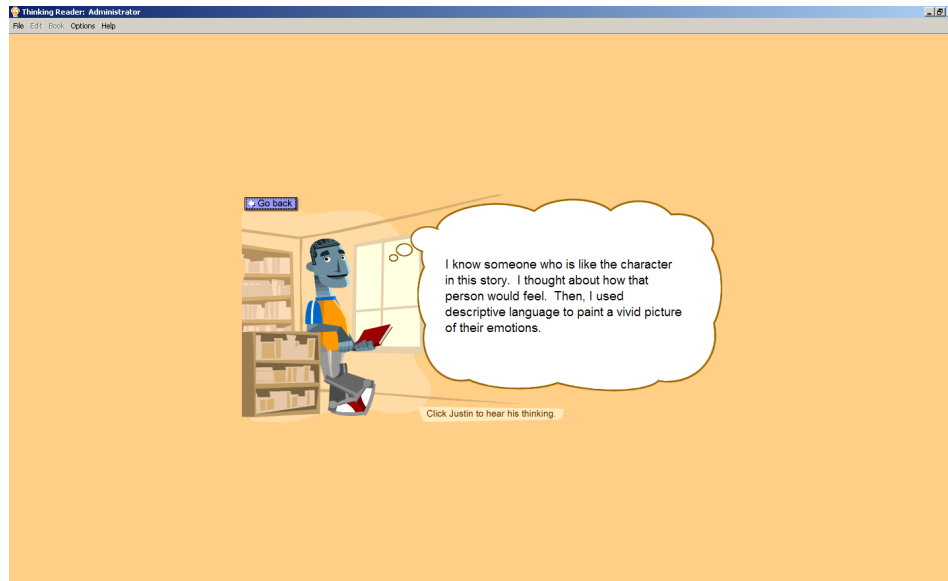 Thinking Reader: Administrator
File Edit Book Options Help
Go back
I know someone who is like the character
in this story. I thought about how that
person would feel. Then, I used
descriptive language to paint a vivid picture
of their emotions.
Click Justin to hear his thinking.